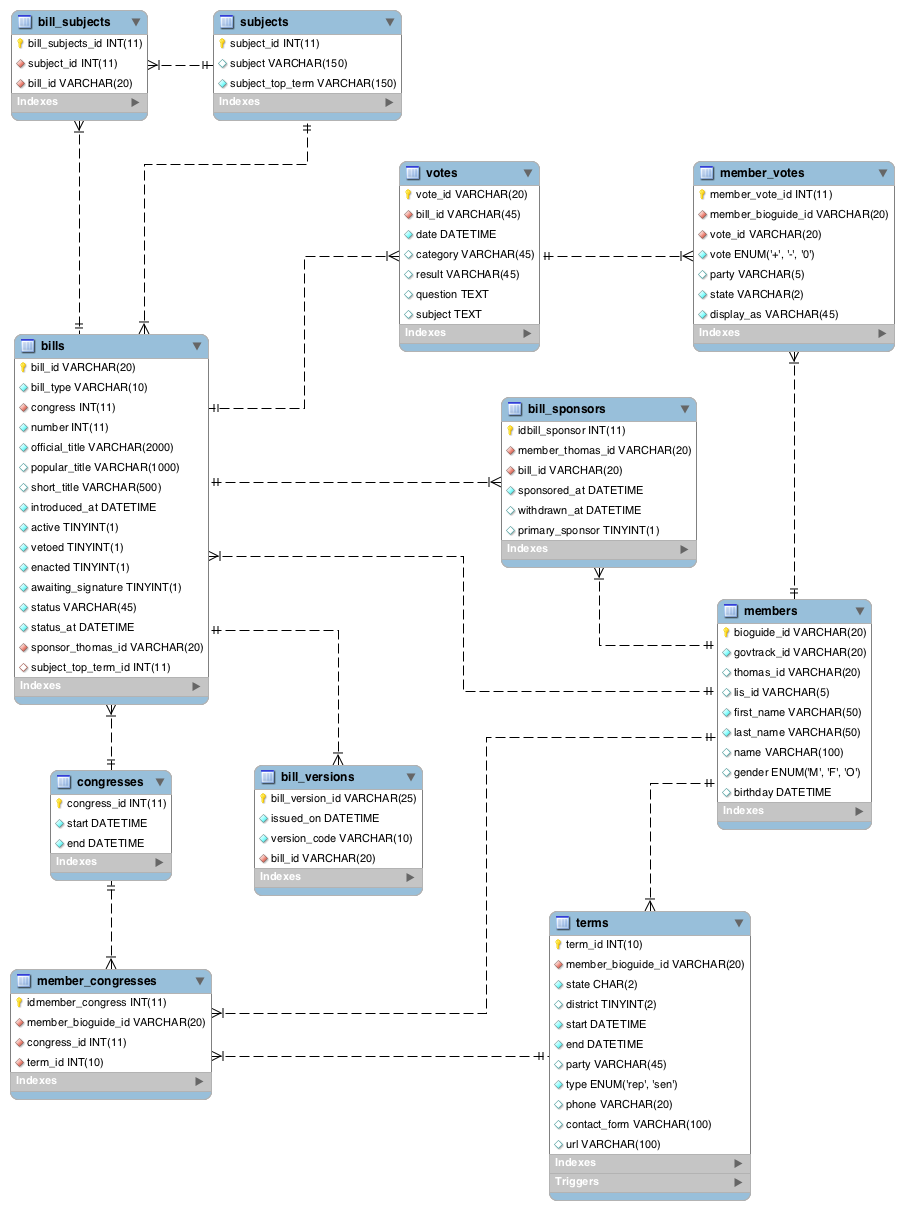 bill_subjects
bill_subjects_id INT(11)
subject_id INT(11)
bill_id VARCHAR(20)
Indexes
subjects
subject_id INT(11)
subject VARCHAR(150)
subject_top_term VARCHAR(150)
Indexes
votes
vote_id VARCHAR(20)
bill_id VARCHAR(45)
date DATETIME
category VARCHAR(45)
result VARCHAR(45)
question TEXT
subject TEXT
Indexes
member_votes
member_vote_id INT(11)
member_bioguide_id VARCHAR(20)
vote_id VARCHAR(20)
vote ENUM('+', '-', '0')
party VARCHAR(5)
state VARCHAR(2)
display_as VARCHAR(45)
Indexes
bills
bill_id VARCHAR(20)
bill_type VARCHAR(10)
congress INT(11)
number INT(11)
official_title VARCHAR(2000)
popular_title VARCHAR(1000)
short_title VARCHAR(500)
introduced_at DATETIME
active TINYINT(1)
vetoed TINYINT(1)
enacted TINYINT(1)
awaiting_signature TINYINT(1)
status VARCHAR(45)
status_at DATETIME
sponsor_thomas_id VARCHAR(20)
subject_top_term_id INT(11)
Indexes
bill_sponsors
idbill_sponsor INT(11)
member_thomas_id VARCHAR(20)
bill_id VARCHAR(20)
sponsored_at DATETIME
withdrawn_at DATETIME
primary_sponsor TINYINT(1)
Indexes
members
bioguide_id VARCHAR(20)
govtrack_id VARCHAR(20)
thomas_id VARCHAR(20)
lis_id VARCHAR(5)
first_name VARCHAR(50)
last_name VARCHAR(50)
name VARCHAR(100)
gender ENUM('M', 'F', 'O')
birthday DATETIME
Indexes
congresses
congress_id INT(11)
start DATETIME
end DATETIME
Indexes
bill_versions
bill_version_id VARCHAR(25)
issued_on DATETIME
version_code VARCHAR(10)
bill_id VARCHAR(20)
Indexes
member_congresses
idmember_congress INT(11)
member_bioguide_id VARCHAR(20)
congress_id INT(11)
term_id INT(10)
Indexes
terms
term_id INT(10)
member_bioguide_id VARCHAR(20)
state CHAR(2)
district TINYINT(2)
start DATETIME
end DATETIME
party VARCHAR(45)
type ENUM('rep', 'sen')
phone VARCHAR(20)
contact_form VARCHAR(100)
url VARCHAR(100)
Indexes
Triggers